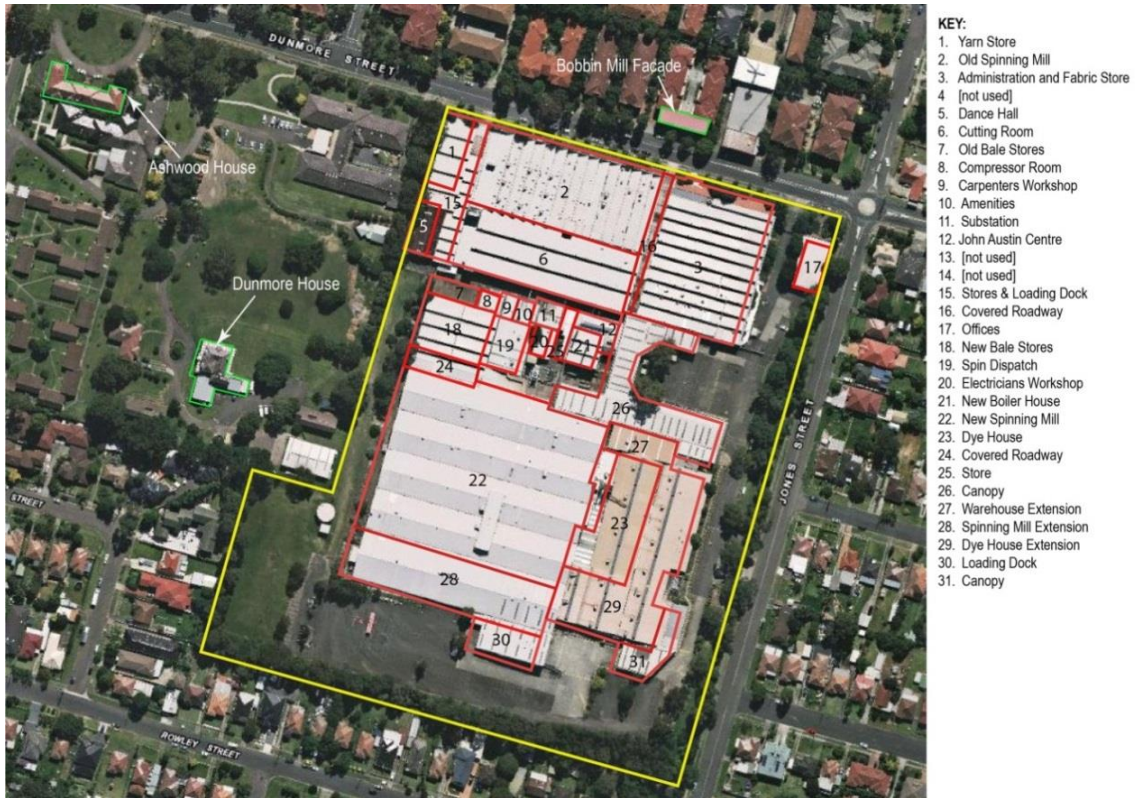 DUNMORE STREET
Bobbin Mill Facade
Ashwood House
Dunmore House
STREET
JONES STREET
ROWLEY STREET
1
2
15
16
3
5
6
17
7
8
9
10
11
12
18
19
20
25
21
24
26
27
22
23
28
29
30
31
KEY:
1. Yarn Store
2. Old Spinning Mill
3. Administration and Fabric Store
4 [not used]
5. Dance Hall
6. Cutting Room
7. Old Bale Stores
8. Compressor Room
9. Carpenters Workshop
10. Amenities
11. Substation
12. John Austin Centre
13. [not used]
14. [not used]
15. Stores & Loading Dock
16. Covered Roadway
17. Offices
18. New Bale Stores
19. Spin Dispatch
20. Electricians Workshop
21. New Boiler House
22. New Spinning Mill
23. Dye House
24. Covered Roadway
25. Store
26. Canopy
27. Warehouse Extension
28. Spinning Mill Extension
29. Dye House Extension
30. Loading Dock
31. Canopy